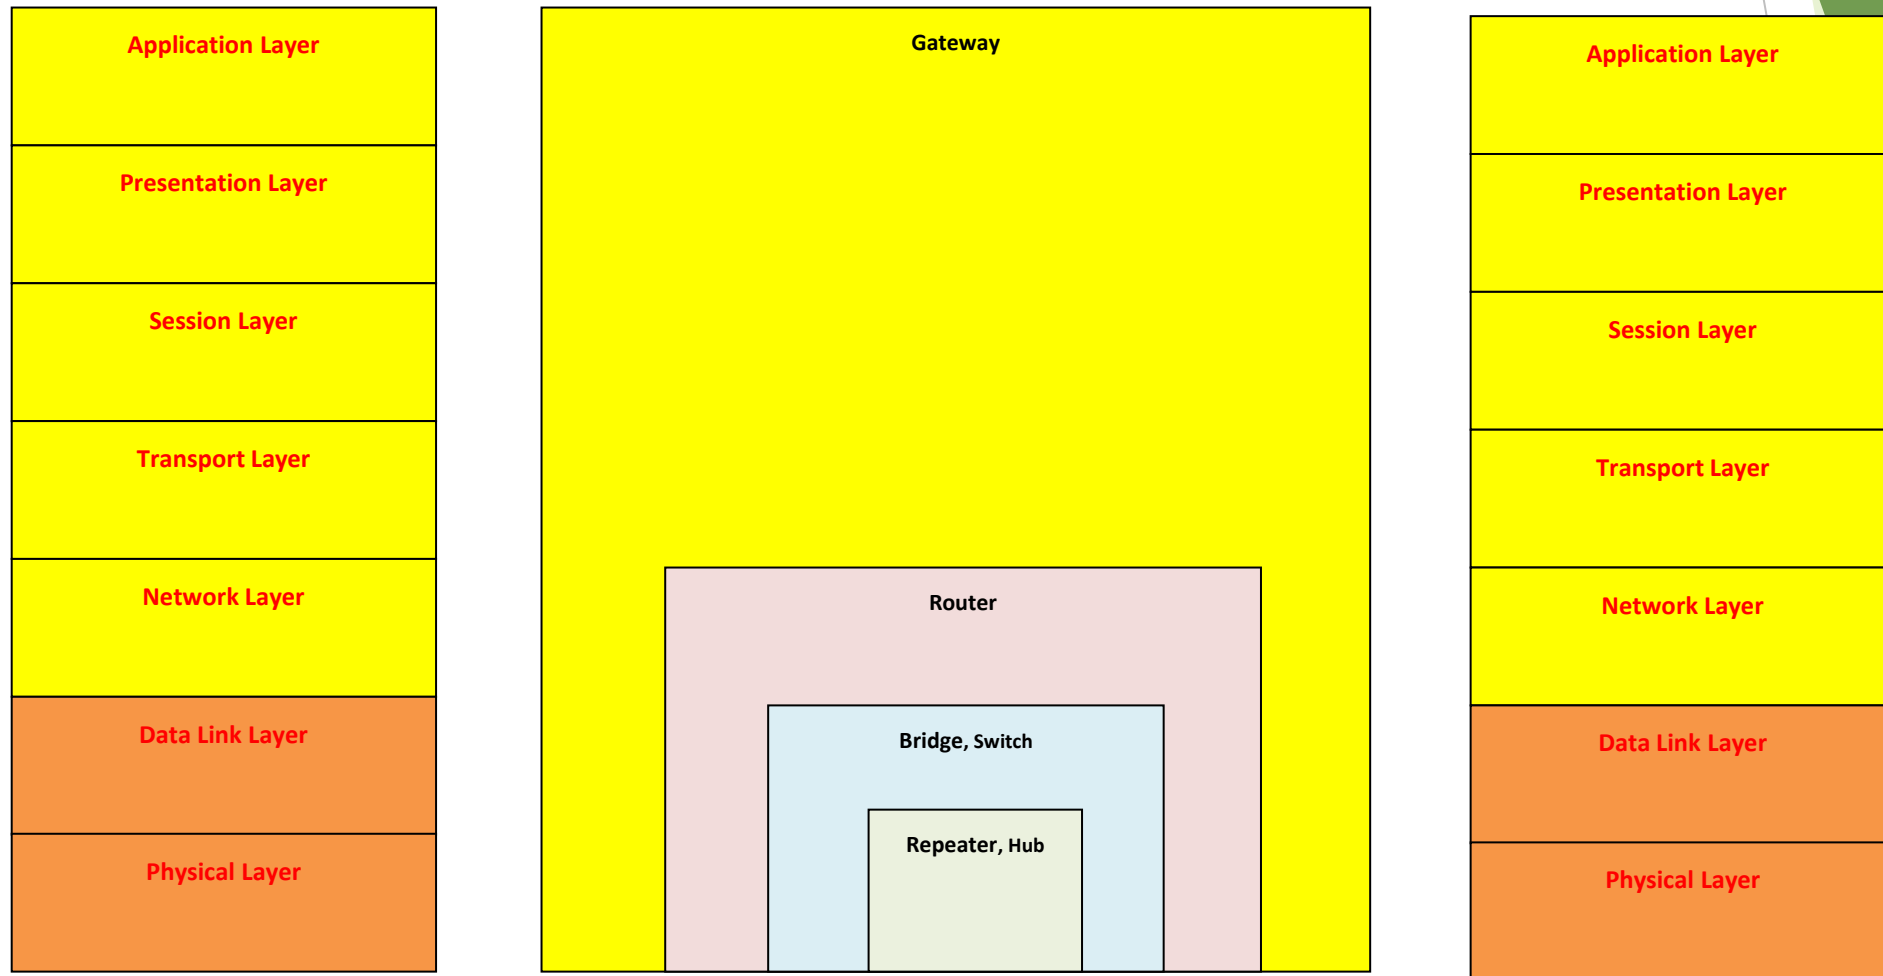 Application Layer
Presentation Layer
Session Layer
Transport Layer
Network Layer
Data Link Layer
Physical Layer
Gateway
Router
Bridge, Switch
Repeater, Hub
Application Layer
Presentation Layer
Session Layer
Transport Layer
Network Layer
Data Link Layer
Physical Layer